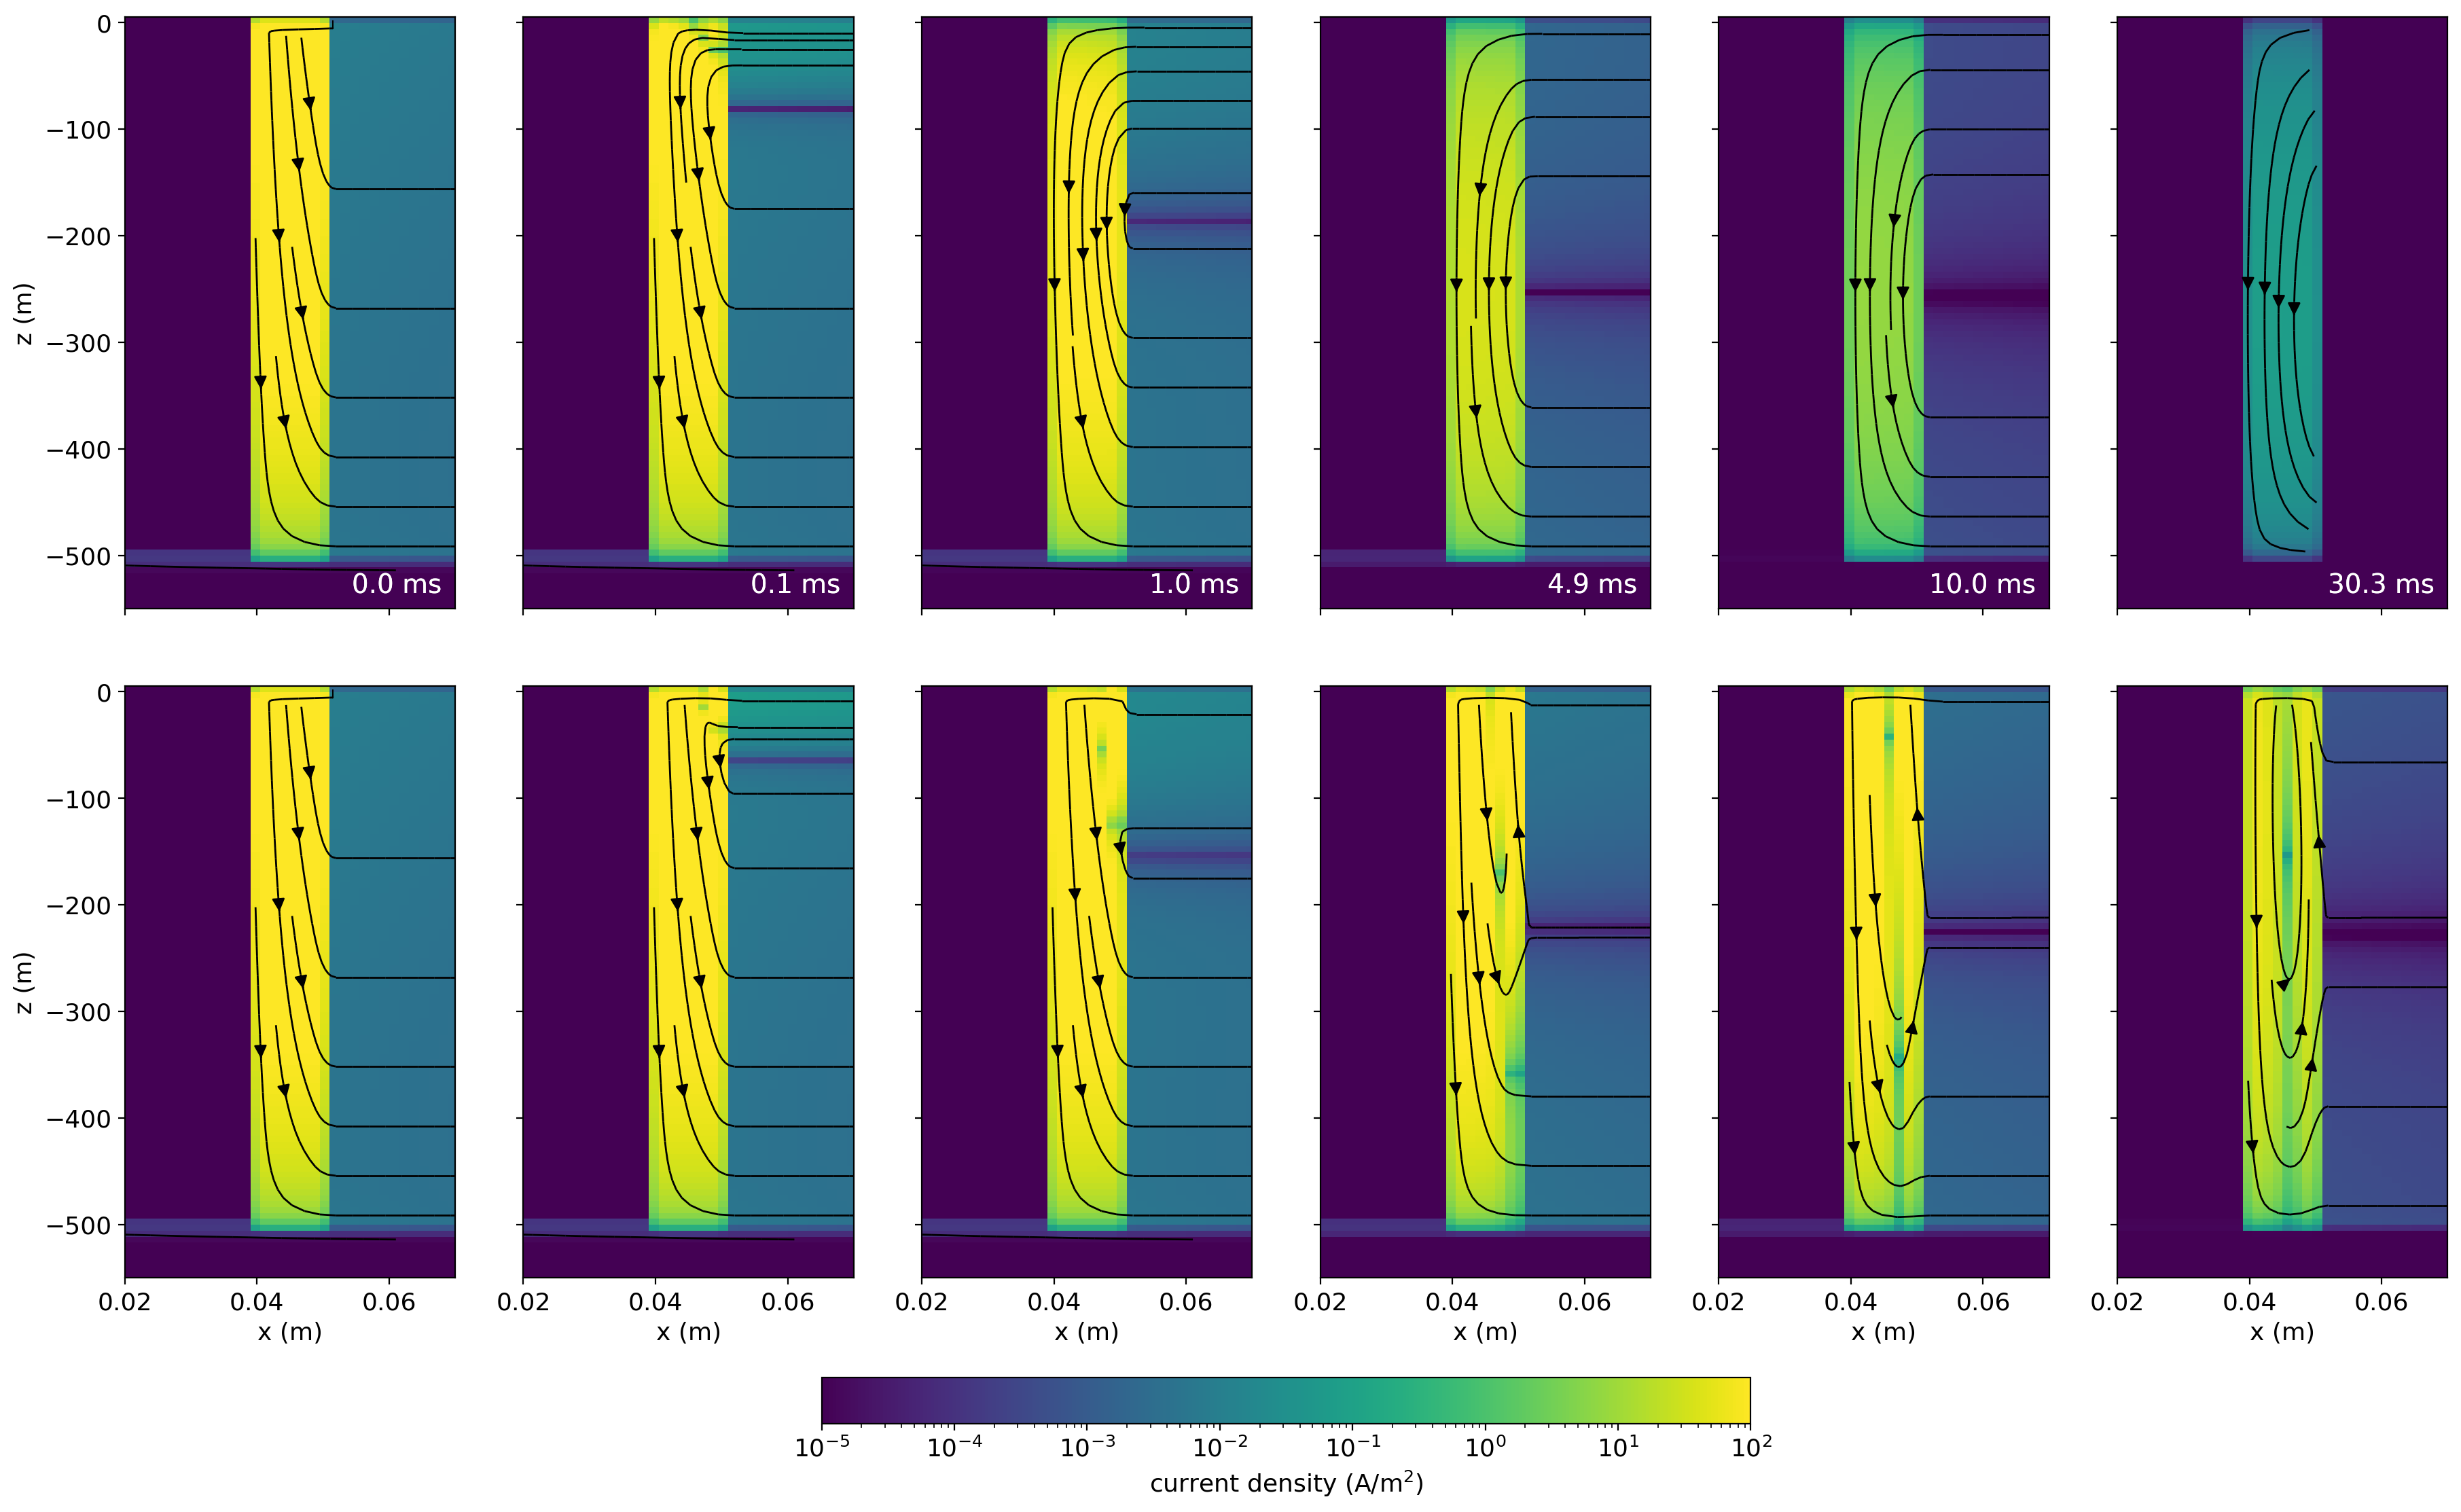 0
−100
−200
−300
−400
−500
z (m)
0.0 ms
0.1 ms
1.0 ms
4.9 ms
10.0 ms
30.3 ms
0
−100
−200
−300
−400
−500
z (m)
0.02 0.04 0.06 0.02 0.04 0.06 0.02 0.04 0.06 0.02 0.04 0.06 0.02 0.04 0.06 0.02 0.04 0.06
x (m) x (m) x (m) x (m) x (m) x (m)
10⁻⁵ 10⁻⁴ 10⁻³ 10⁻² 10⁻¹ 10⁰ 10¹ 10²
current density (A/m²)